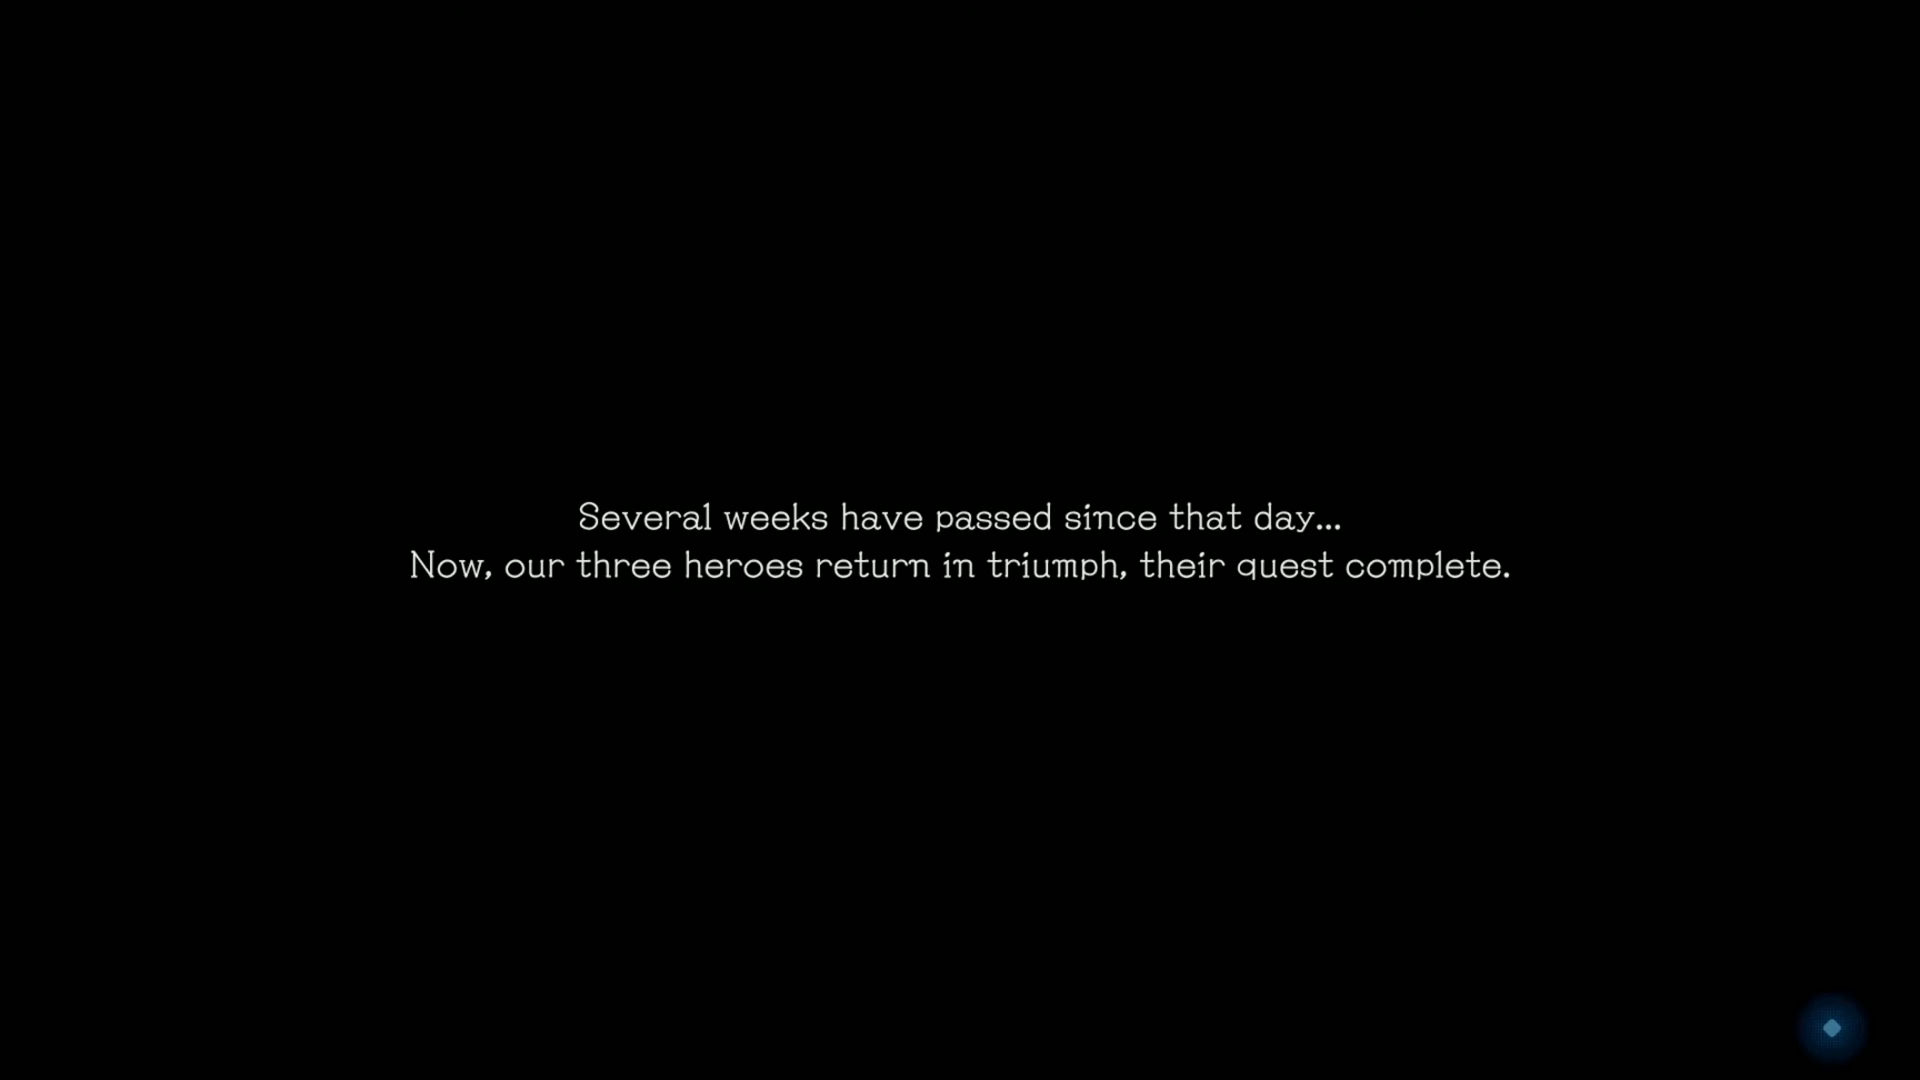 Several weeks have passed since that day...
Now, our three heroes return in triumph, their quest complete.